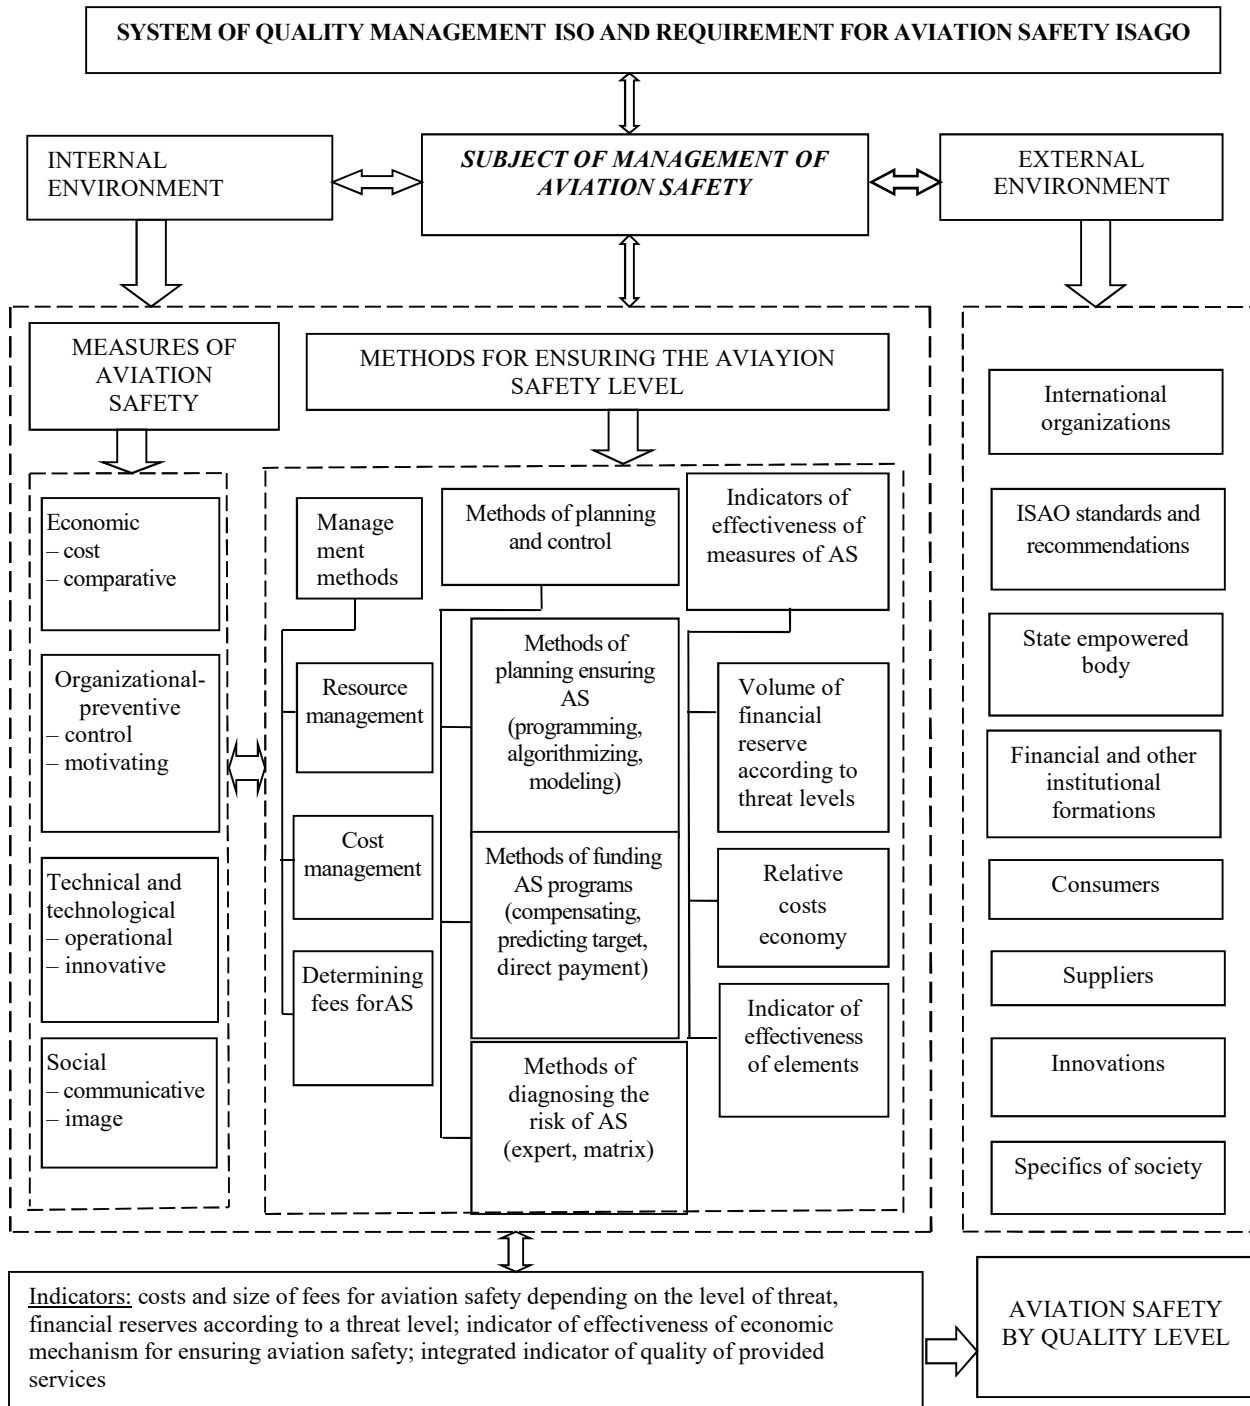 SYSTEM OF QUALITY MANAGEMENT ISO AND REQUIREMENT FOR AVIATION SAFETY ISAGO
INTERNAL
ENVIRONMENT
SUBJECT OF MANAGEMENT OF
AVIATION SAFETY
EXTERNAL
ENVIRONMENT
MEASURES OF
AVIATION
SAFETY
METHODS FOR ENSURING THE AVIAYION
SAFETY LEVEL
Economic
– cost
– comparative
Organizational-
preventive
– control
– motivating
Technical and
technological
– operational
– innovative
Social
– communicative
– image
Manage
ment
methods
Resource
management
Cost
management
Determining
fees forAS
Methods of planning
and control
Methods of
planning ensuring
AS
(programming,
algorithmizing,
modeling)
Methods of funding
AS programs
(compensating,
predicting target,
direct payment)
Methods of
diagnosing the
risk of AS
(expert, matrix)
Indicators of
effectiveness of
measures of AS
Volume of
financial
reserve
according to
threat levels
Relative
costs
economy
Indicator of
effectiveness
of elements
International
organizations
ISAO standards and
recommendations
State empowered
body
Financial and other
institutional
formations
Consumers
Suppliers
Innovations
Specifics of society
Indicators: costs and size of fees for aviation safety depending on the level of threat,
financial reserves according to a threat level; indicator of effectiveness of economic
mechanism for ensuring aviation safety; integrated indicator of quality of provided
services
AVIATION SAFETY
BY QUALITY LEVEL